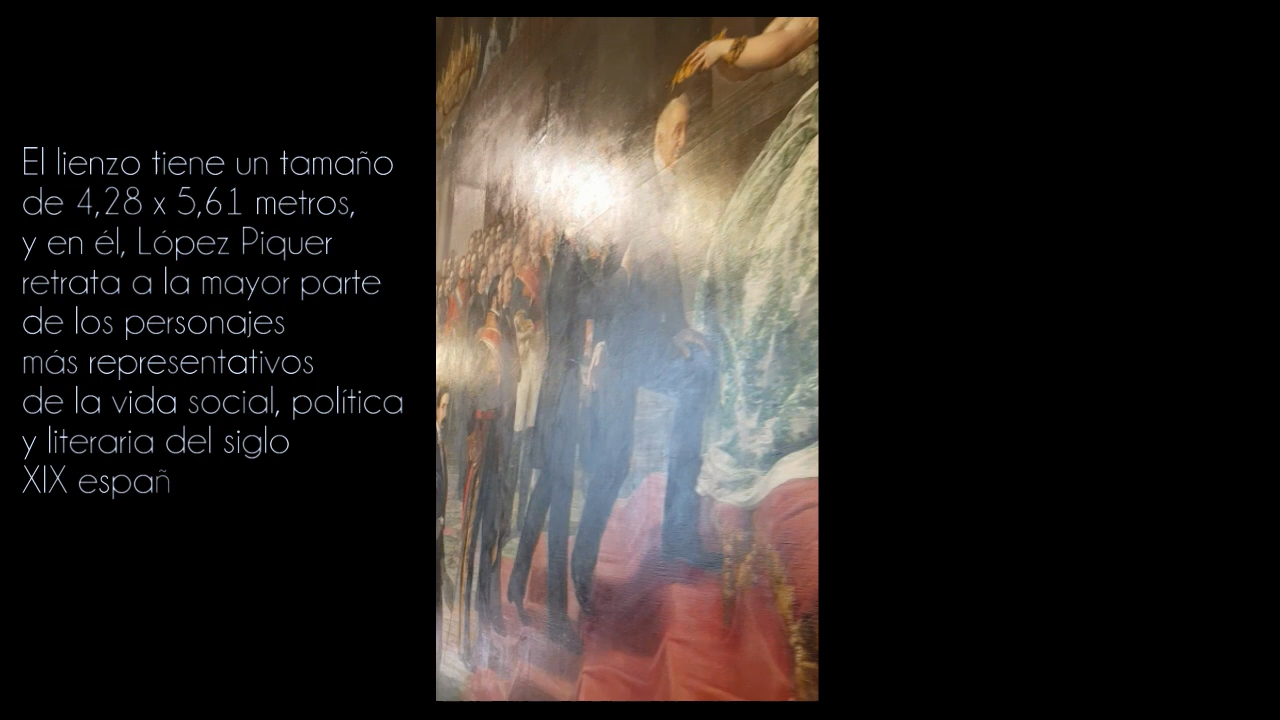 El lienzo tiene un tamaño
de 4,28 x 5,61 metros,
y en él, López Piquer
retrata a la mayor parte
de los personajes
más representativos
de la vida social, política
y literaria del siglo
XIX españ